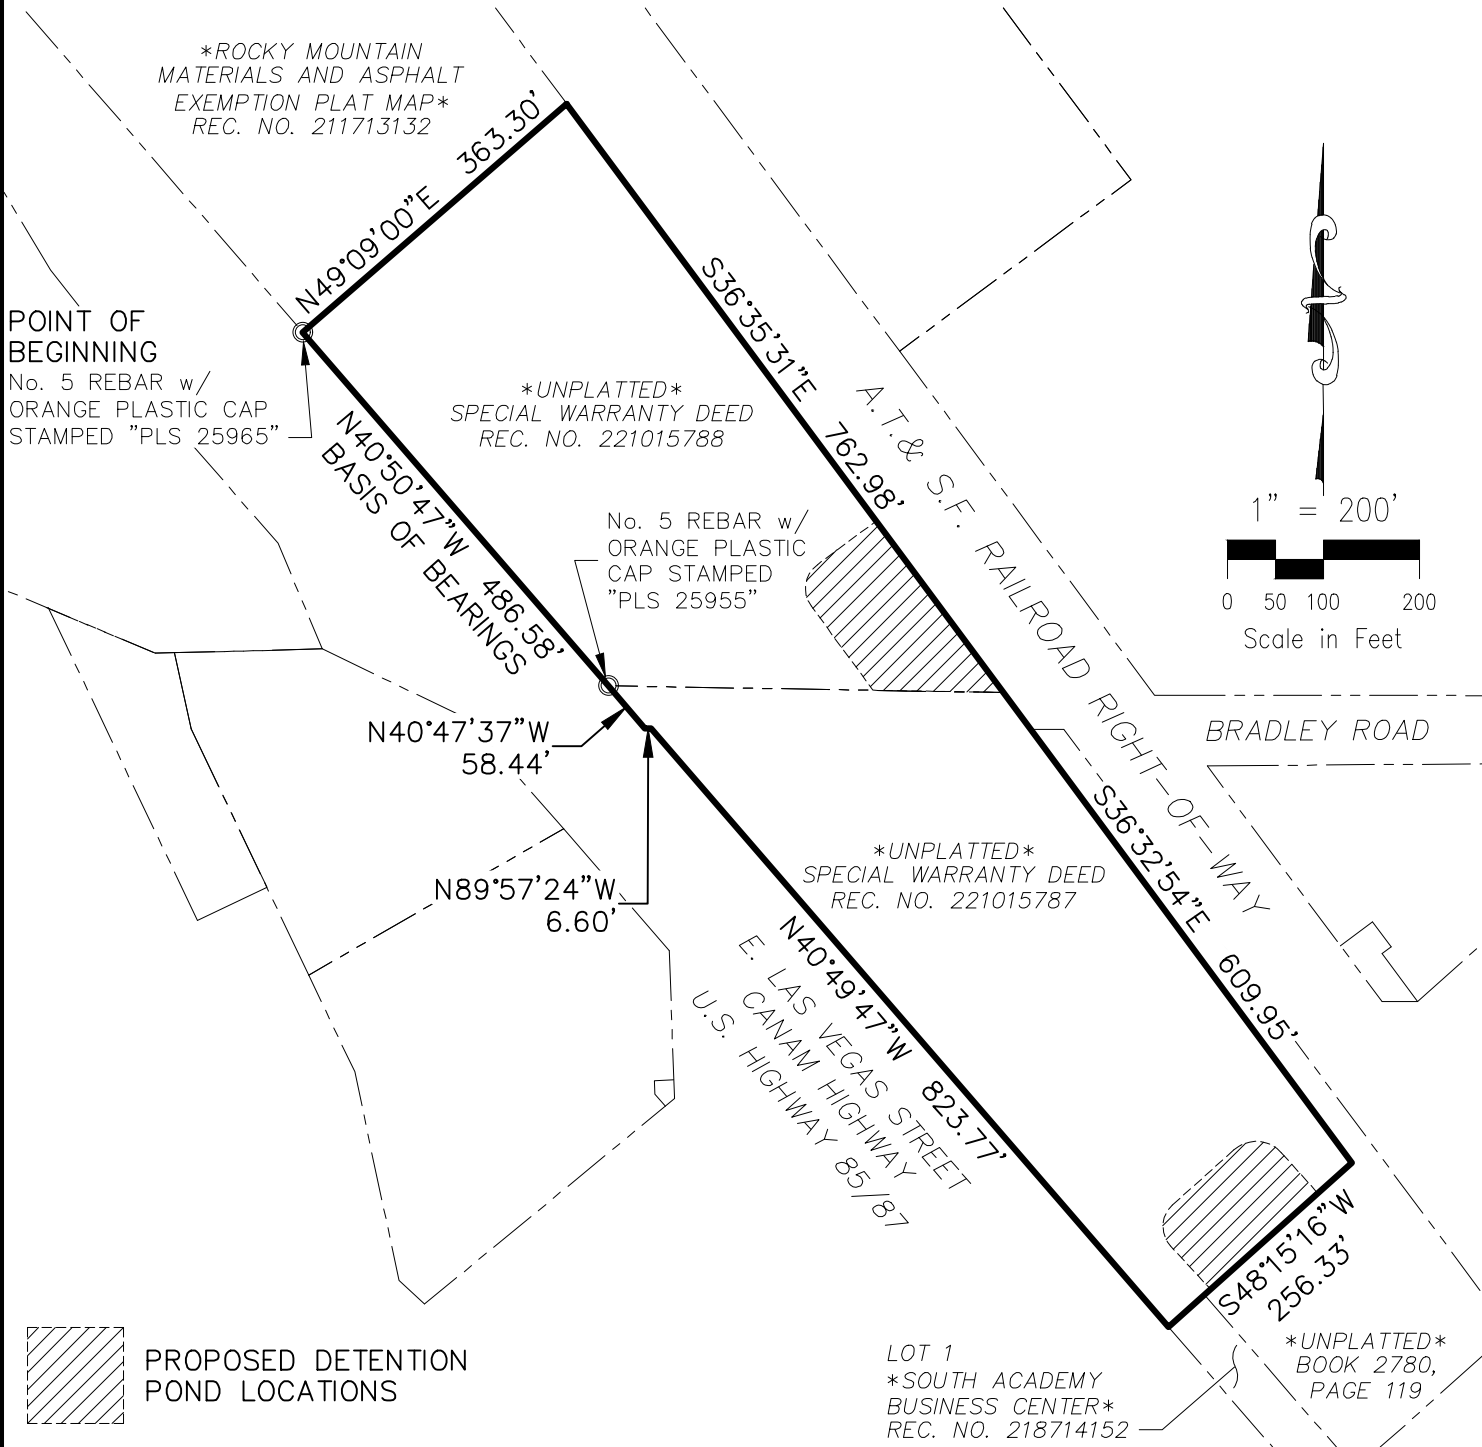 *ROCKY MOUNTAIN
MATERIALS AND ASPHALT
EXEMPTION PLAT MAP*
REC. NO. 211713132
N49°09'00"E 363.30'
POINT OF
BEGINNING
No. 5 REBAR w/
ORANGE PLASTIC CAP
STAMPED "PLS 25965"
S36°35'31"E 762.98'
*UNPLATTED*
SPECIAL WARRANTY DEED
REC. NO. 221015788
N40°50'47"W 486.58'
BASIS OF BEARINGS
No. 5 REBAR w/
ORANGE PLASTIC
CAP STAMPED
"PLS 25955"
A.T.& S.F. RAILROAD RIGHT-OF-WAY
1" = 200'
0 50 100 200
Scale in Feet
BRADLEY ROAD
N40°47'37"W
58.44'
N89°57'24"W
6.60'
*UNPLATTED*
SPECIAL WARRANTY DEED
REC. NO. 221015787
S36°32'54"E 609.95'
N40°49'47"W 823.77'
E. LAS VEGAS STREET
CANAM HIGHWAY
U.S. HIGHWAY 85/87
S48°15'16"W
256.33'
*UNPLATTED*
BOOK 2780,
PAGE 119
LOT 1
*SOUTH ACADEMY
BUSINESS CENTER*
REC. NO. 218714152
PROPOSED DETENTION
POND LOCATIONS